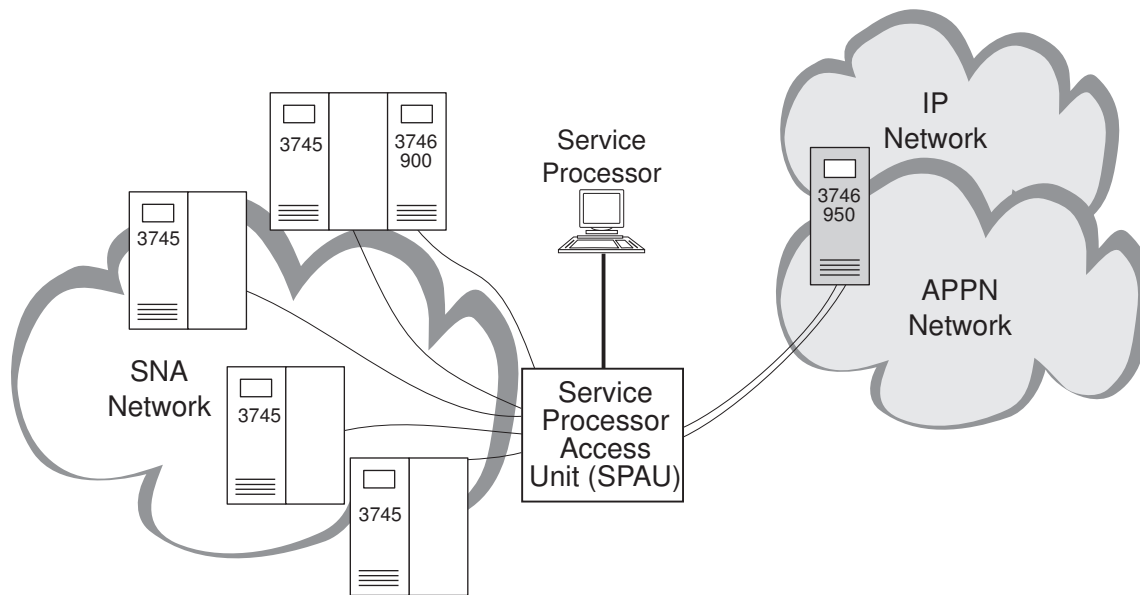 3745
3746
900
Service
Processor
IP
Network
3746
950
3745
APPN
Network
SNA
Network
3745
Service
Processor
Access
Unit (SPAU)
3745